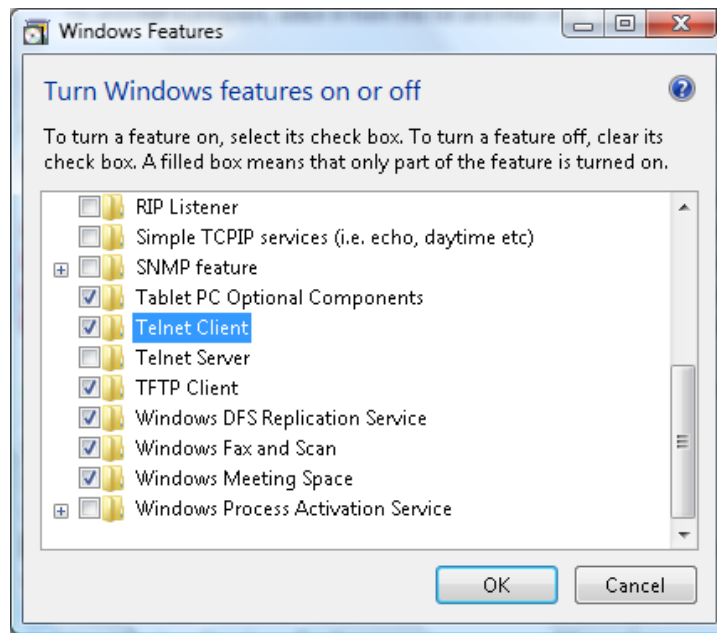 Windows Features
Turn Windows features on or off
To turn a feature on, select its check box. To turn a feature off, clear its
check box. A filled box means that only part of the feature is turned on.
RIP Listener
Simple TCPIP services (i.e. echo, daytime etc)
SNMP feature
Tablet PC Optional Components
Telnet Client
Telnet Server
TFTP Client
Windows DFS Replication Service
Windows Fax and Scan
Windows Meeting Space
Windows Process Activation Service
OK Cancel